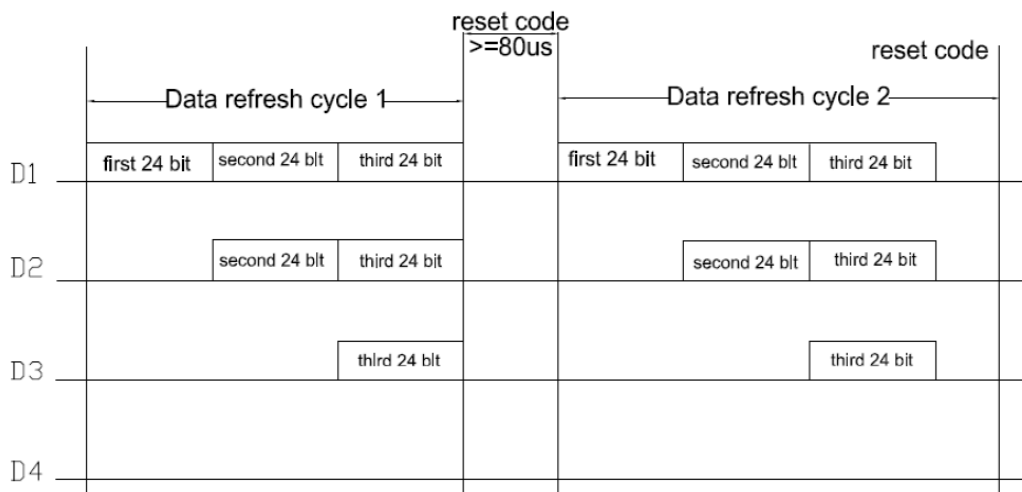 reset code
>=80us
reset code
Data refresh cycle 1
Data refresh cycle 2
D1
first 24 bit
second 24 blt
third 24 bit
first 24 bit
second 24 blt
third 24 bit
D2
second 24 blt
third 24 bit
second 24 blt
third 24 bit
D3
thlrd 24 blt
third 24 bit
D4